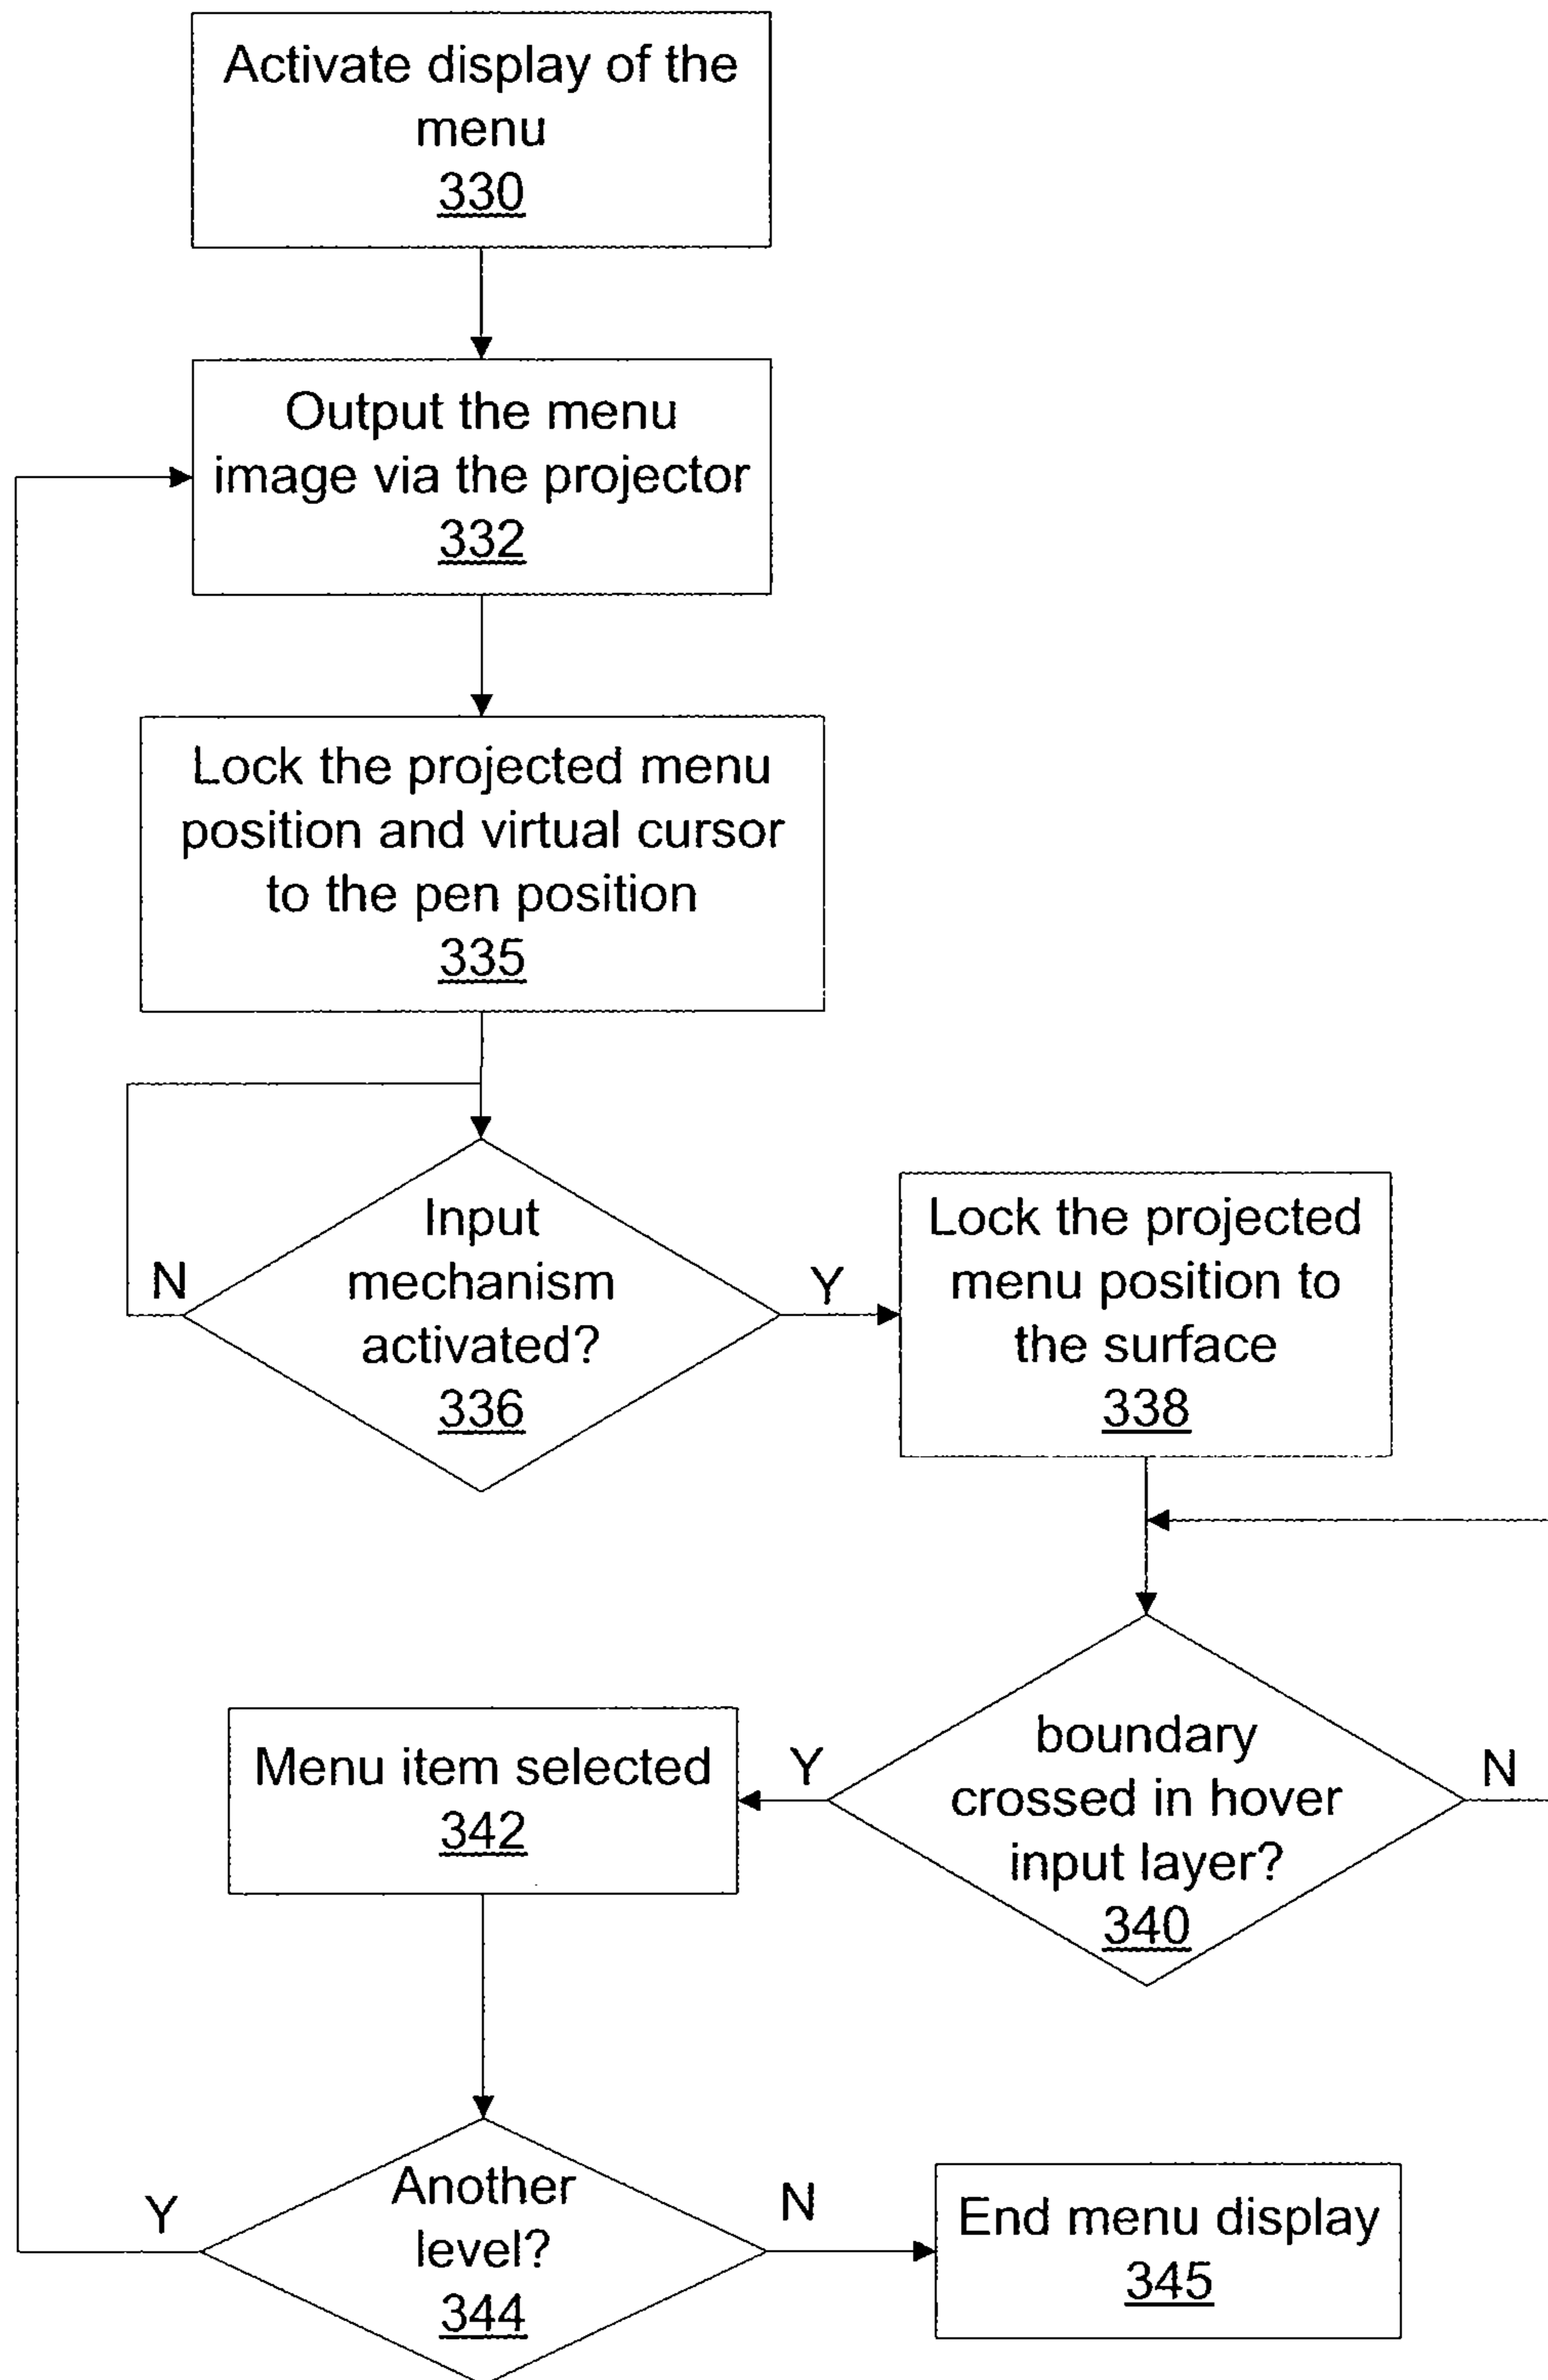 Activate display of the
menu
330
Output the menu
image via the projector
332
Lock the projected menu
position and virtual cursor
to the pen position
335
Input
mechanism
activated?
336
N
Y
Lock the projected
menu position to
the surface
338
boundary
crossed in hover
input layer?
340
Y
N
Menu item selected
342
Another
level?
344
Y
N
End menu display
345